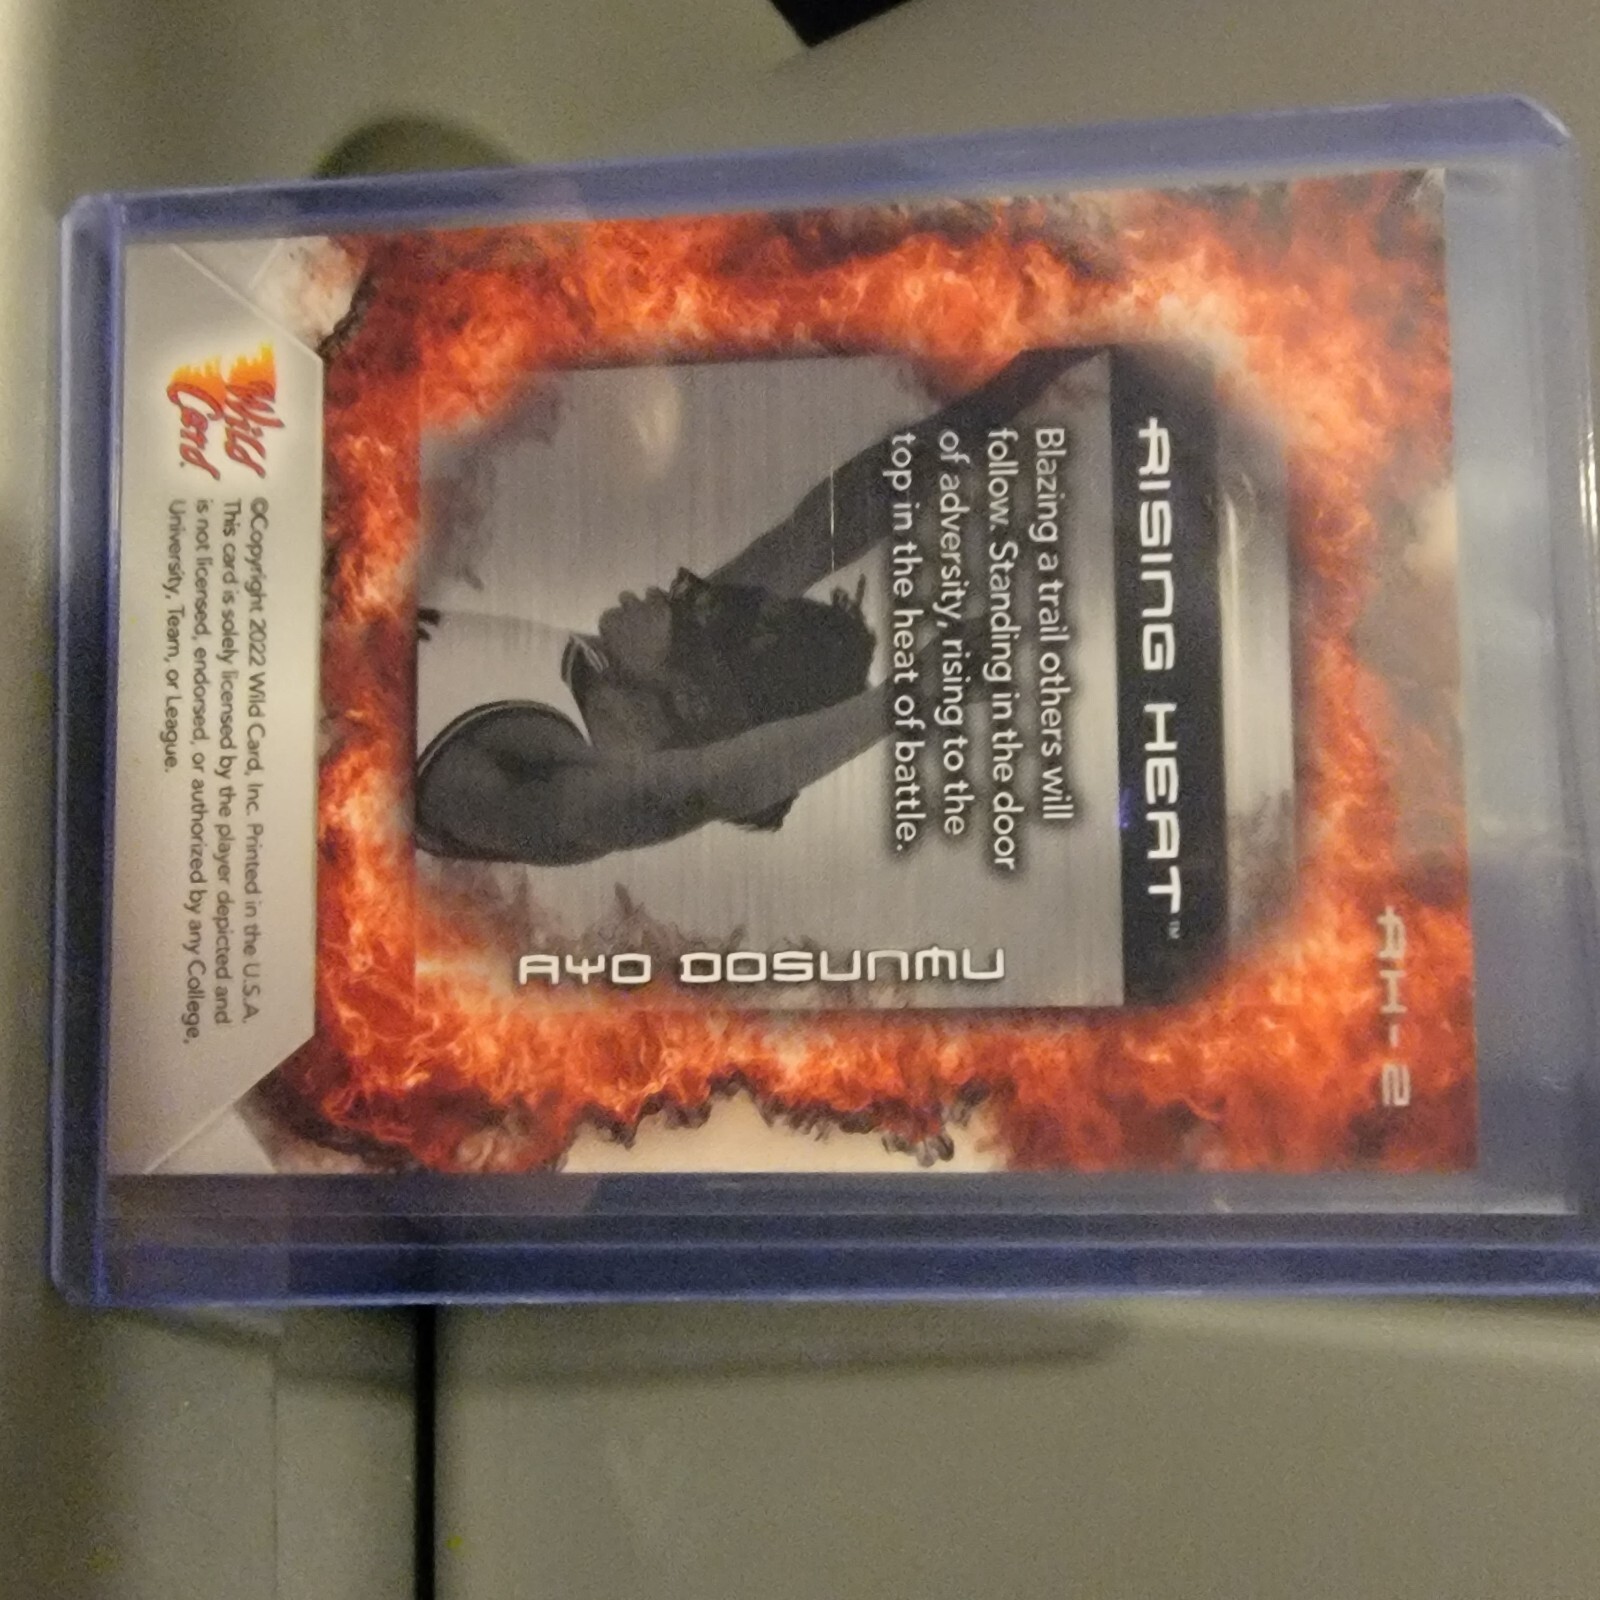 RH-2
RISING HEAT™
Blazing a trail others will
follow. Standing in the door
of adversity, rising to the
top in the heat of battle.
AYO DOSUNMU
Wild
Card.
©Copyright 2022 Wild Card, Inc. Printed in the U.S.A.
This card is solely licensed by the player depicted and
is not licensed, endorsed, or authorized by any College,
University, Team, or League.